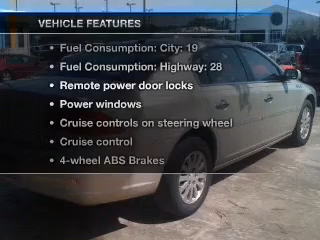 VEHICLE FEATURES
• Fuel Consumption: City: 19
• Fuel Consumption: Highway: 28
• Remote power door locks
• Power windows
• Cruise controls on steering wheel
• Cruise control
• 4-wheel ABS Brakes